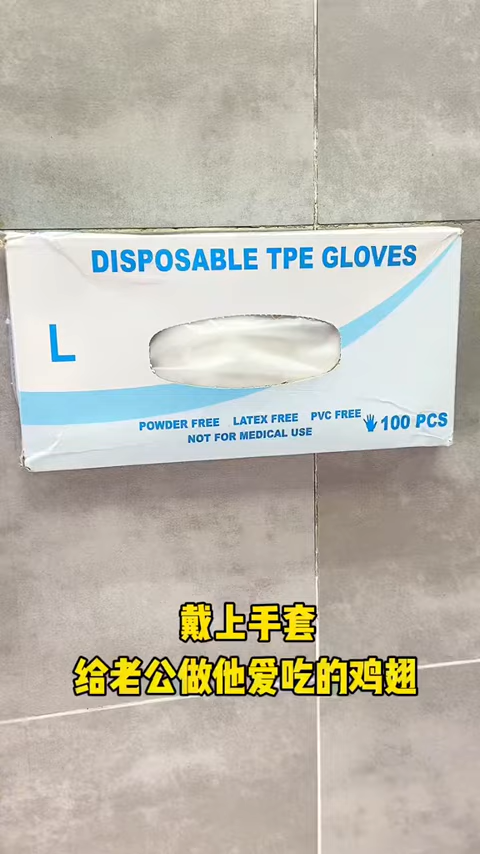 DISPOSABLE TPE GLOVES
L
POWDER FREE LATEX FREE PVC FREE
NOT FOR MEDICAL USE
100 PCS
戴上手套
给老公做他爱吃的鸡翅